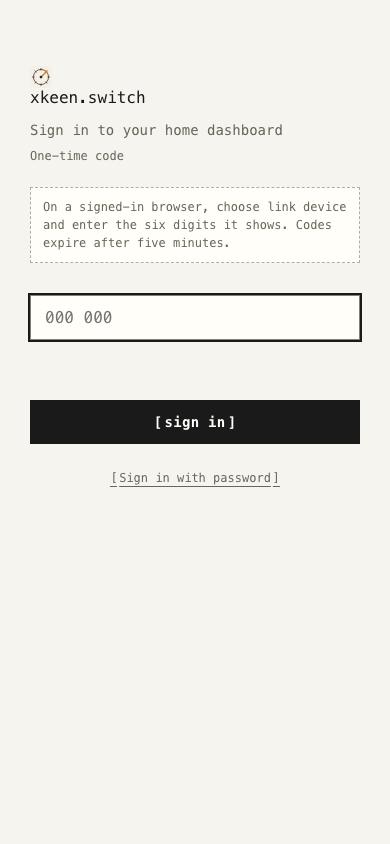 xkeen.switch
Sign in to your home dashboard
One-time code
On a signed-in browser, choose link device
and enter the six digits it shows. Codes
expire after five minutes.
000 000
[sign in]
[Sign in with password]